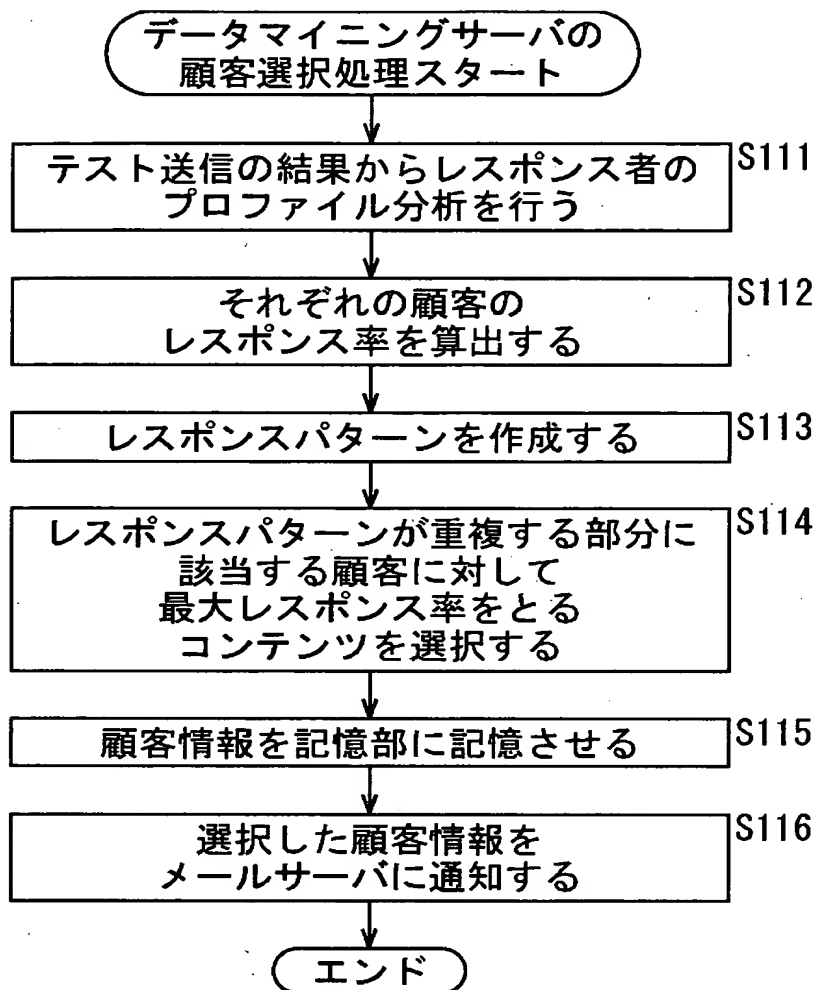 データマイニングサーバの
顧客選択処理スタート
テスト送信の結果からレスポンス者の
プロファイル分析を行う
S111
それぞれの顧客の
レスポンス率を算出する
S112
レスポンスパターンを作成する
S113
レスポンスパターンが重複する部分に
該当する顧客に対して
最大レスポンス率をとる
コンテンツを選択する
S114
顧客情報を記憶部に記憶させる
S115
選択した顧客情報を
メールサーバに通知する
S116
エンド